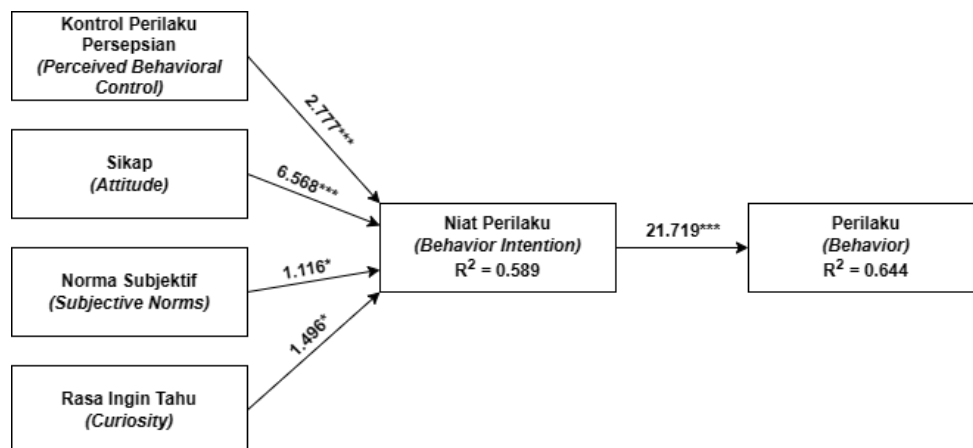 Kontrol Perilaku
Persepsian
(Perceived Behavioral
Control)
2.777***
Sikap
(Attitude)
6.568***
Norma Subjektif
(Subjective Norms)
1.116*
Rasa Ingin Tahu
(Curiosity)
1.496*
Niat Perilaku
(Behavior Intention)
R² = 0.589
21.719***
Perilaku
(Behavior)
R² = 0.644